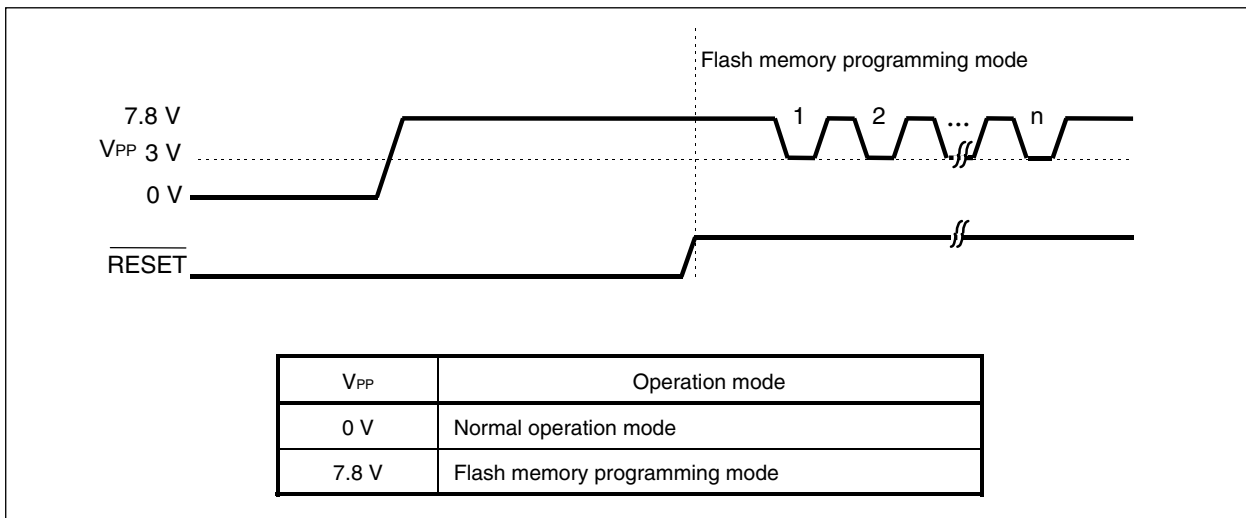 Flash memory programming mode
7.8 V
1 2 ... n
VPP 3 V
0 V
RESET
VPP Operation mode
0 V Normal operation mode
7.8 V Flash memory programming mode